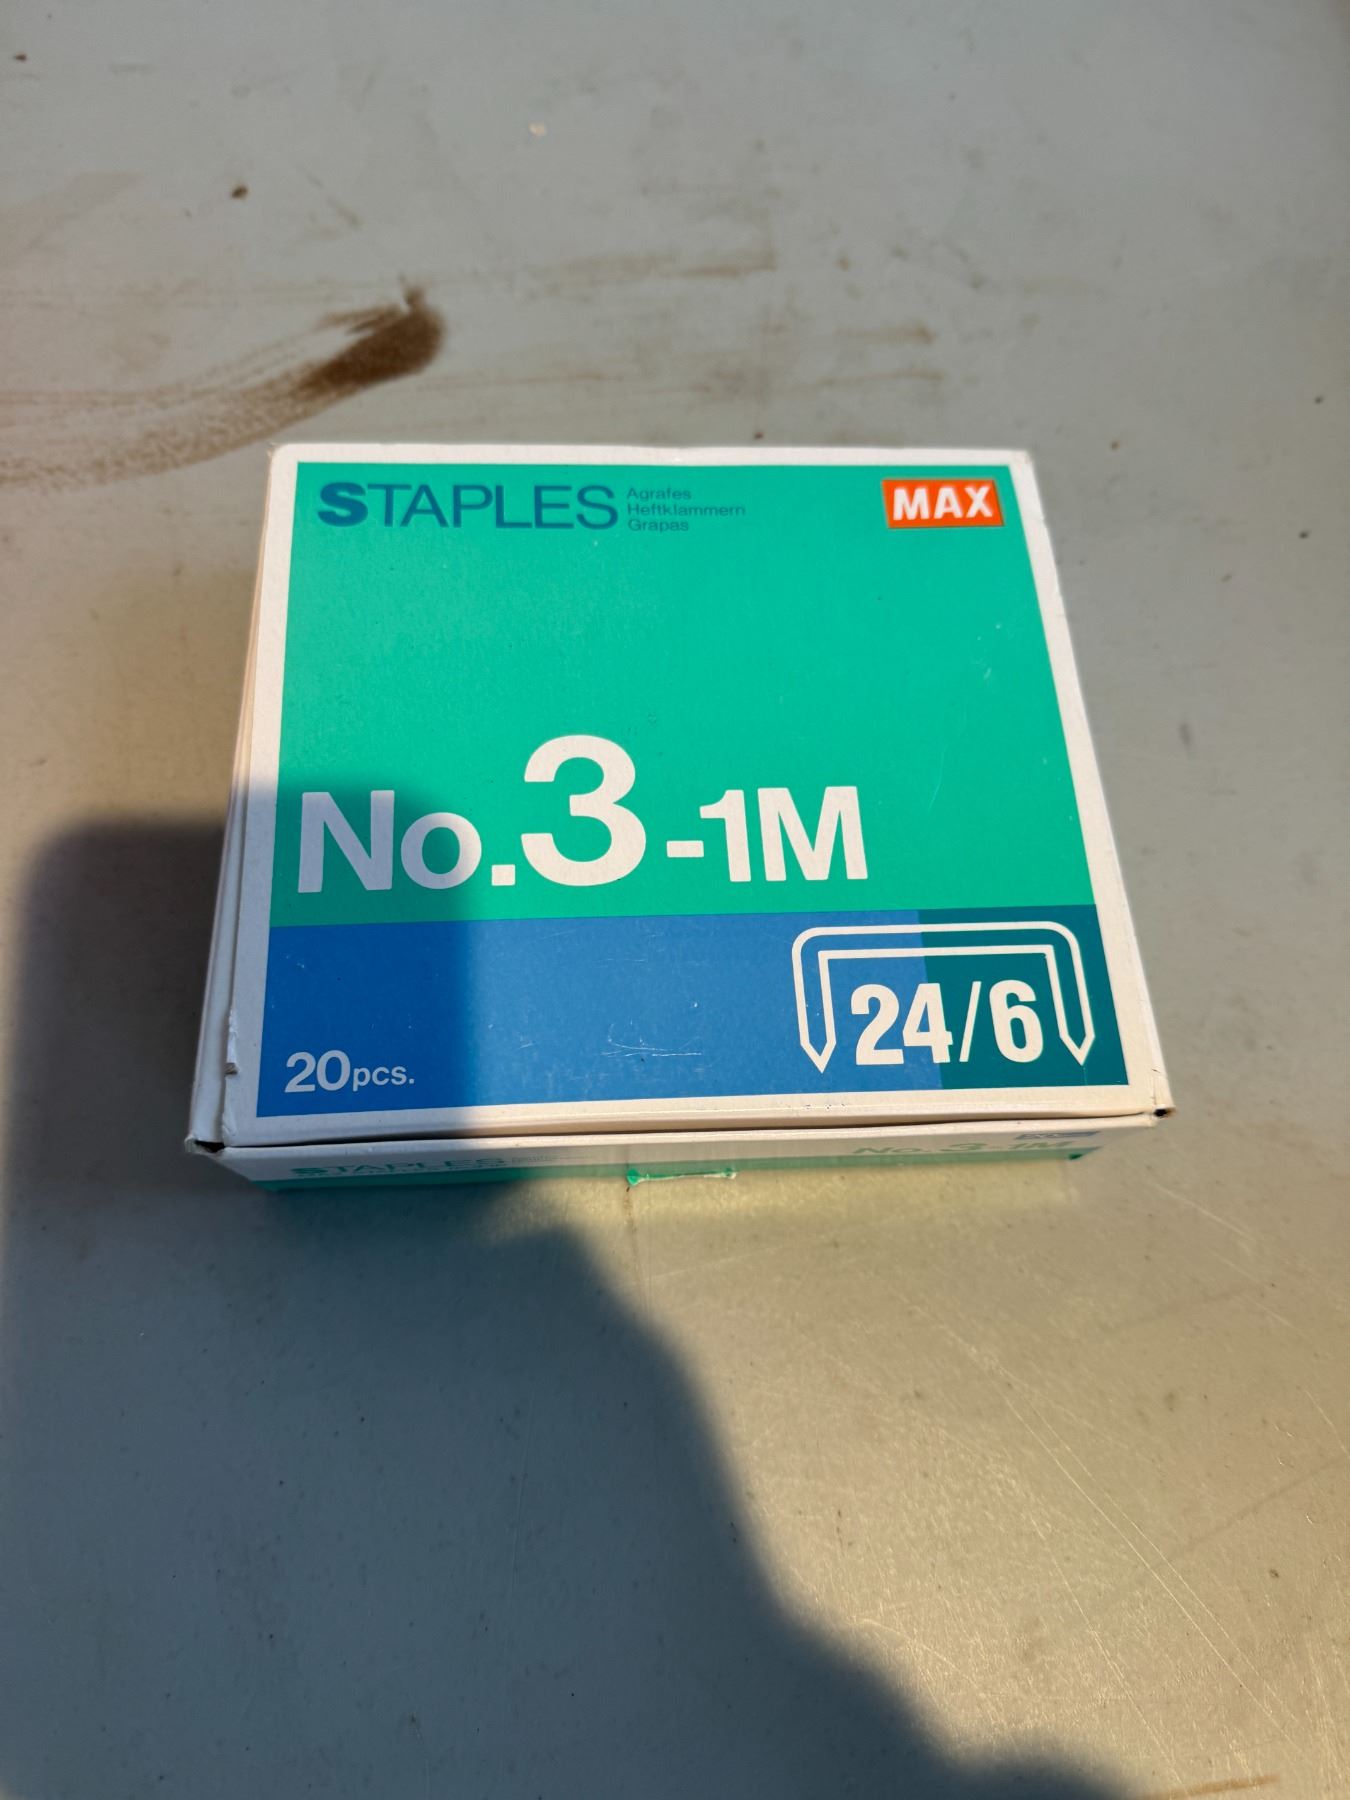 STAPLES
Agrafes
Heftklammern
Grapas
MAX
No.3-1M
24/6
20pcs.
STAPLES
No.3-1M